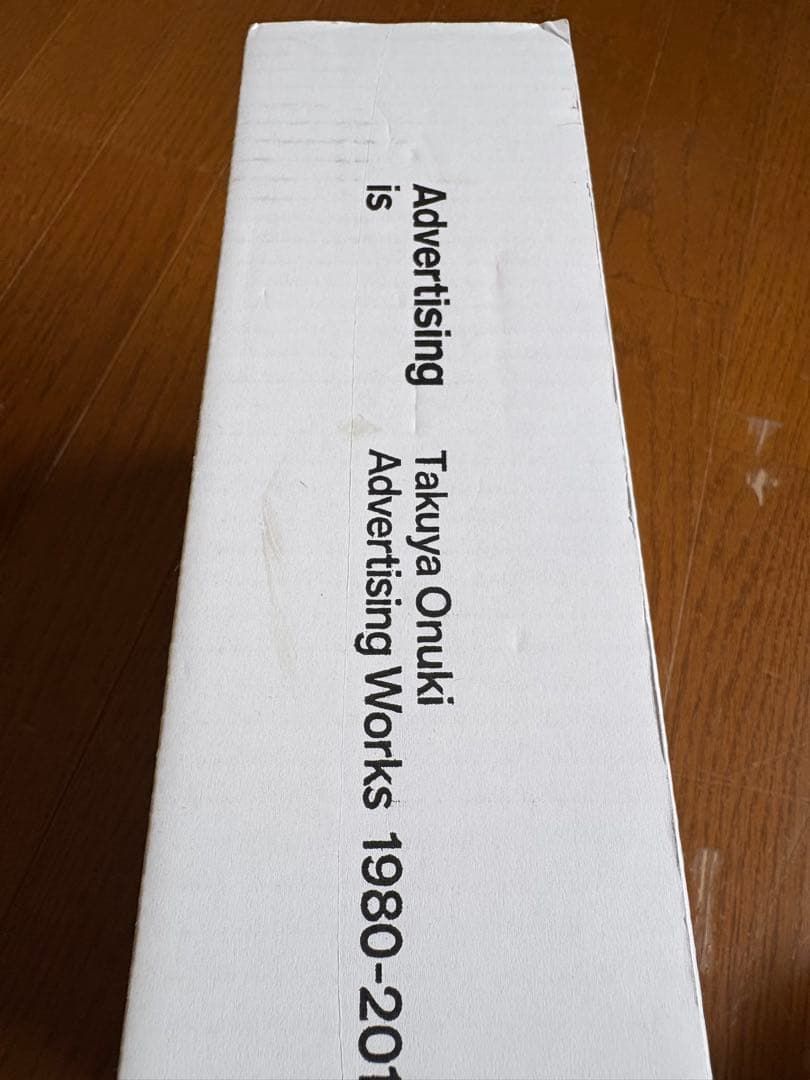 Advertising
is
Takuya Onuki
Advertising Works 1980-201